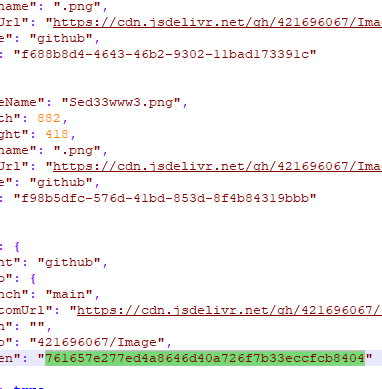 name": ".png",
Url": "https://cdn.jsdelivr.net/gh/421696067/Ima
e": "github",
: "f688b8d4-4643-46b2-9302-11bad173391c"
eName": "Sed33www3.png",
th": 882,
ght": 418,
name": ".png",
Url": "https://cdn.jsdelivr.net/gh/421696067/Ima
e": "github",
: "f98b5dfc-576d-41bd-853d-8f4b84319bbb"
: {
nt": "github",
b": {
nch": "main",
tomUrl": "https://cdn.jsdelivr.net/gh/421696067/
h": "",
o": "421696067/Image",
en": "761657e277ed4a8646d40a726f7b33eccfcb8404"